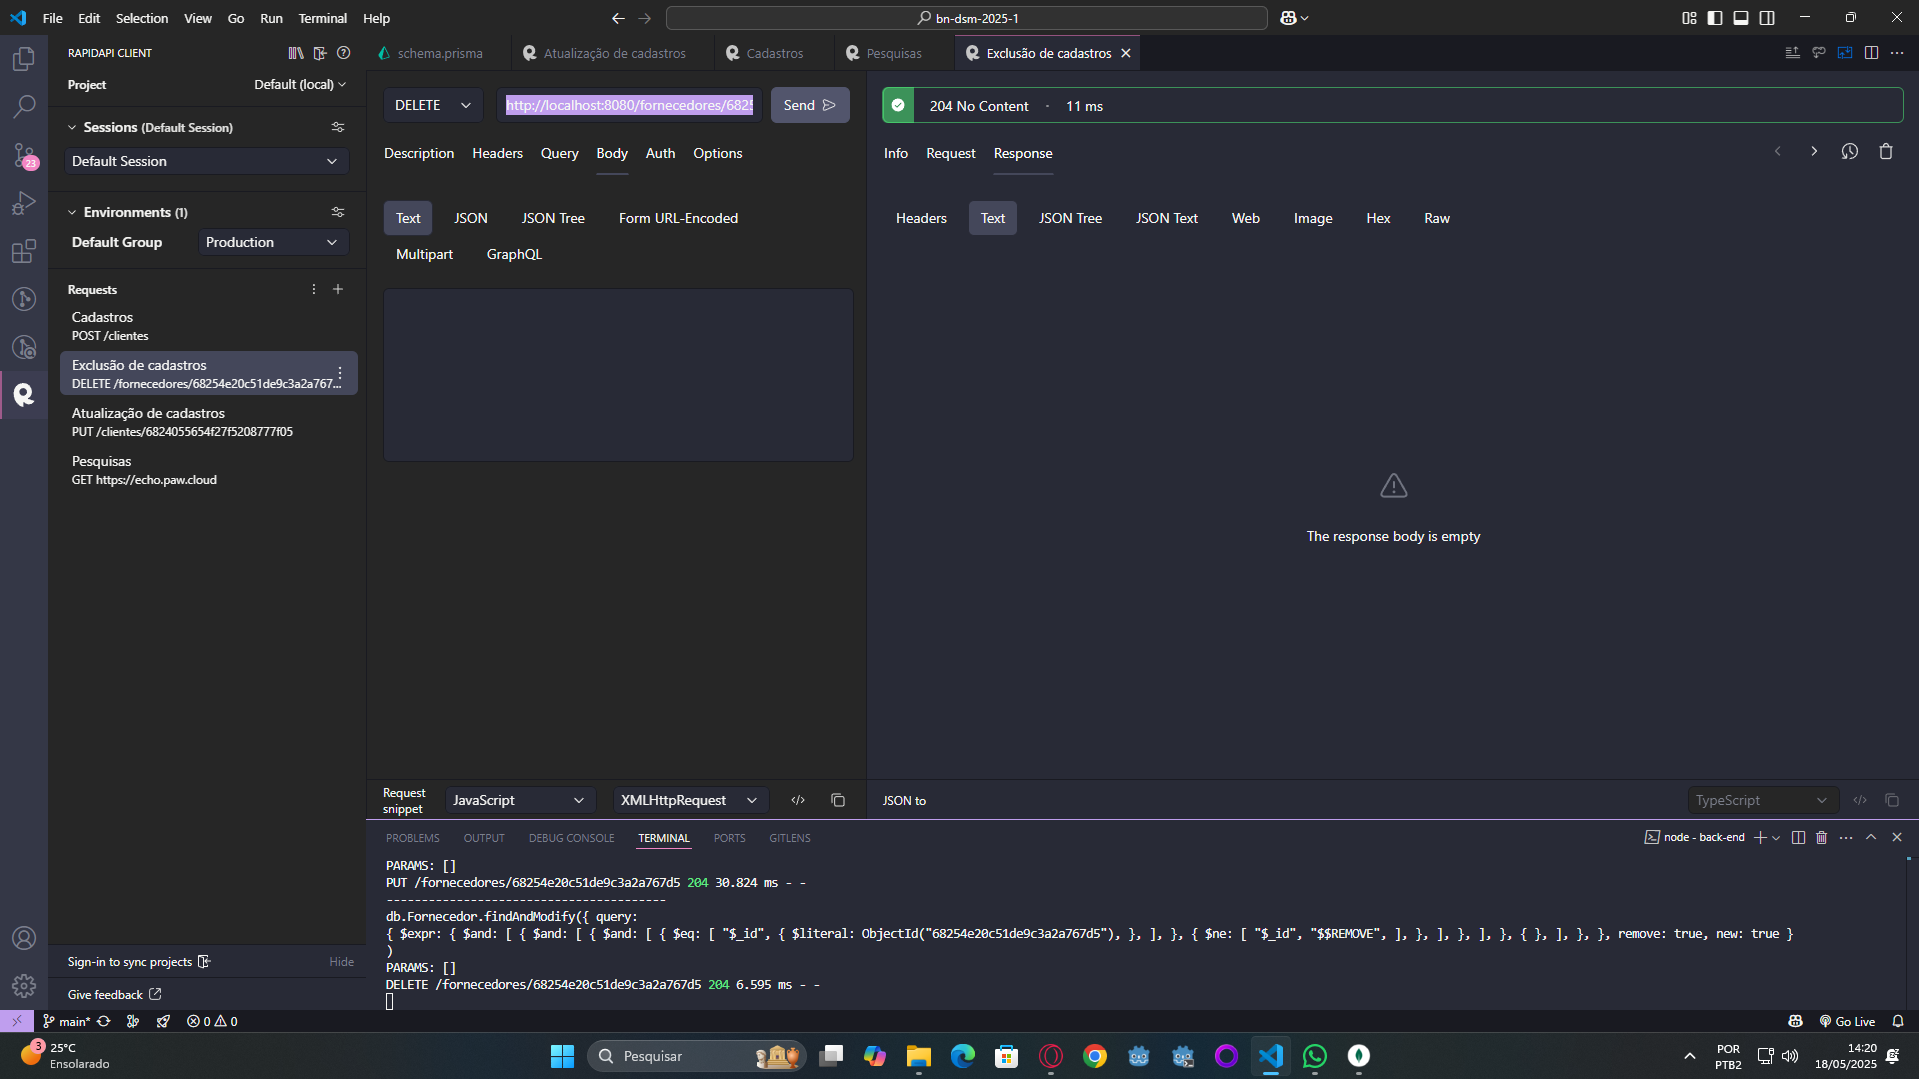 File Edit Selection View Go Run Terminal Help
bn-dsm-2025-1
RAPIDAPI CLIENT
Project
Default (local)
Sessions (Default Session)
Default Session
Environments (1)
Default Group
Production
Requests
Cadastros
POST /clientes
Exclusão de cadastros
DELETE /fornecedores/68254e20c51de9c3a2a767...
Atualização de cadastros
PUT /clientes/6824055654f27f5208777f05
Pesquisas
GET https://echo.paw.cloud
Sign-in to sync projects
Hide
Give feedback
23
schema.prisma
Atualização de cadastros
Cadastros
Pesquisas
Exclusão de cadastros
DELETE
http://localhost:8080/fornecedores/6825
Send
Description Headers Query Body Auth Options
Text JSON JSON Tree Form URL-Encoded
Multipart GraphQL
Request snippet
JavaScript
XMLHttpRequest
204 No Content · 11 ms
Info Request Response
Headers Text JSON Tree JSON Text Web Image Hex Raw
The response body is empty
JSON to
TypeScript
PROBLEMS OUTPUT DEBUG CONSOLE TERMINAL PORTS GITLENS
node - back-end
PARAMS: []
PUT /fornecedores/68254e20c51de9c3a2a767d5 204 30.824 ms - -
----------------------------------------
db.Fornecedor.findAndModify({ query:
{ $expr: { $and: [ { $and: [ { $and: [ { $eq: [ "$_id", { $literal: ObjectId("68254e20c51de9c3a2a767d5"), }, ], }, { $ne: [ "$_id", "$$REMOVE", ], }, ], }, ], }, { }, ], }, }, remove: true, new: true }
)
PARAMS: []
DELETE /fornecedores/68254e20c51de9c3a2a767d5 204 6.595 ms - -
main*
0 0
Go Live
3
25°C
Ensolarado
Pesquisar
POR
PTB2
14:20
18/05/2025